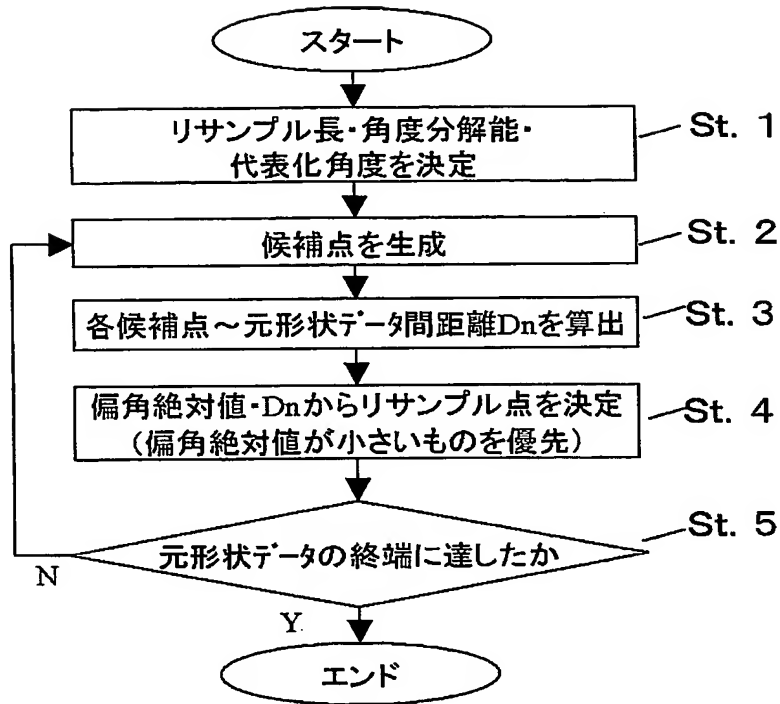 スタート
リサンプル長・角度分解能・
代表化角度を決定
St. 1
候補点を生成
St. 2
各候補点～元形状データ間距離Dnを算出
St. 3
偏角絶対値・Dnからリサンプル点を決定
(偏角絶対値が小さいものを優先)
St. 4
元形状データの終端に達したか
St. 5
N
Y
エンド